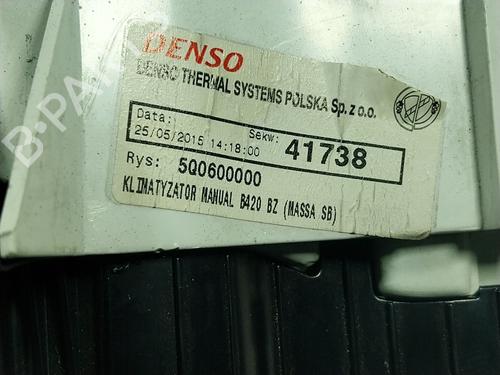 DENSO
DENSO THERMAL SYSTEMS POLSKA Sp. z o.o.
Data:
Sekw:
25/05/2015 14:18:00
41738
Rys: 5Q0600000
KLIMATYZATOR MANUAL B420 BZ (MASSA SB)
B-PARTS